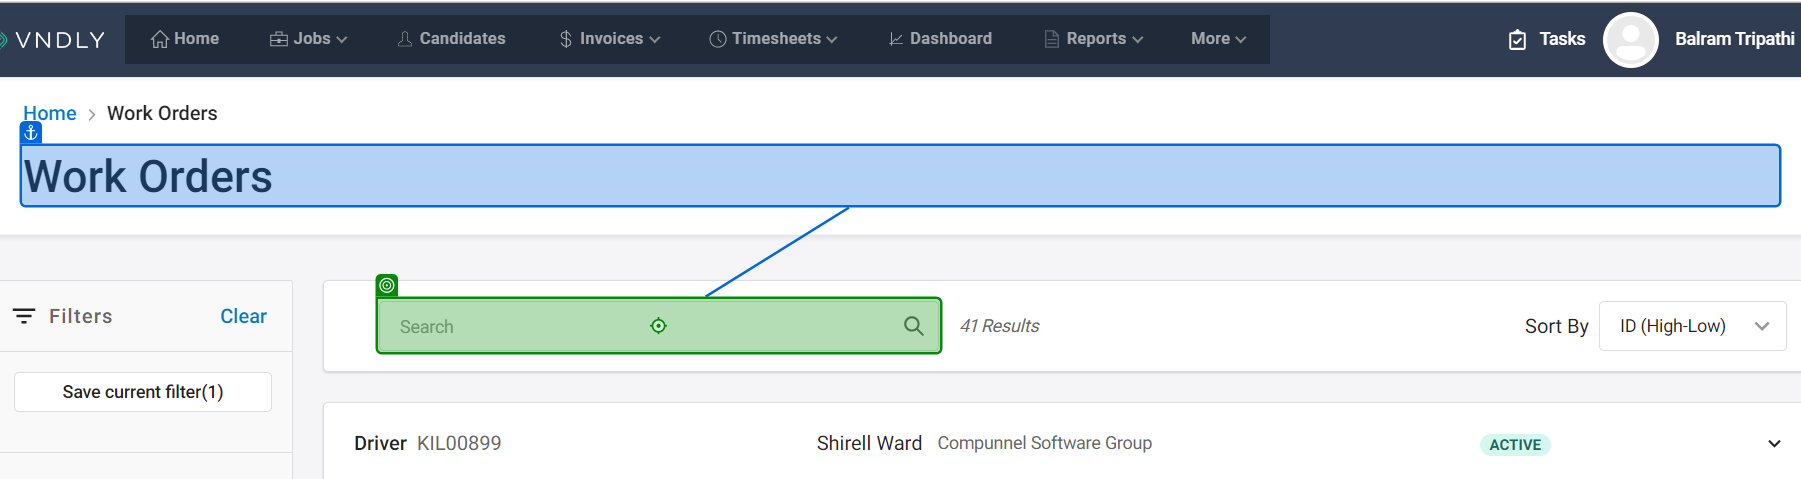 VNDLY Home Jobs Candidates $ Invoices Timesheets Dashboard Reports More Tasks Balram Tripathi
Home > Work Orders
Work Orders
Filters Clear
Search 41 Results Sort By ID (High-Low)
Save current filter(1)
Driver KIL00899 Shirell Ward Compunnel Software Group ACTIVE